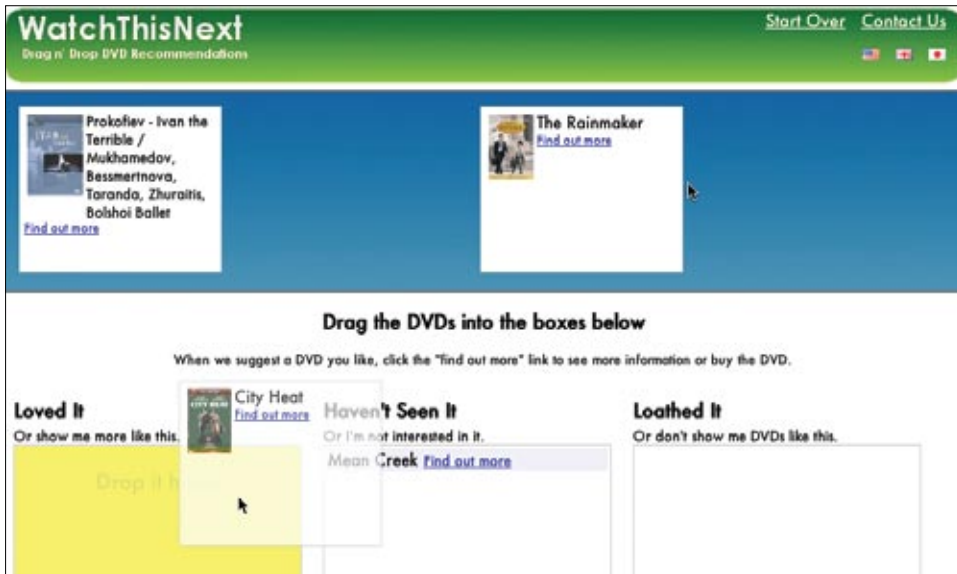 WatchThisNext
Drag n' Drop DVD Recommendations
Start Over Contact Us
Prokofiev - Ivan the
Terrible /
Mukhamedov,
Bessmertnova,
Taranda, Zhuraitis,
Bolshoi Ballet
Find out more
The Rainmaker
Find out more
Drag the DVDs into the boxes below
When we suggest a DVD you like, click the "find out more" link to see more information or buy the DVD.
City Heat
Find out more
Loved It
Or show me more like this.
Drop it h
Haven't Seen It
Or I'm not interested in it.
Mean Creek Find out more
Loathed It
Or don't show me DVDs like this.